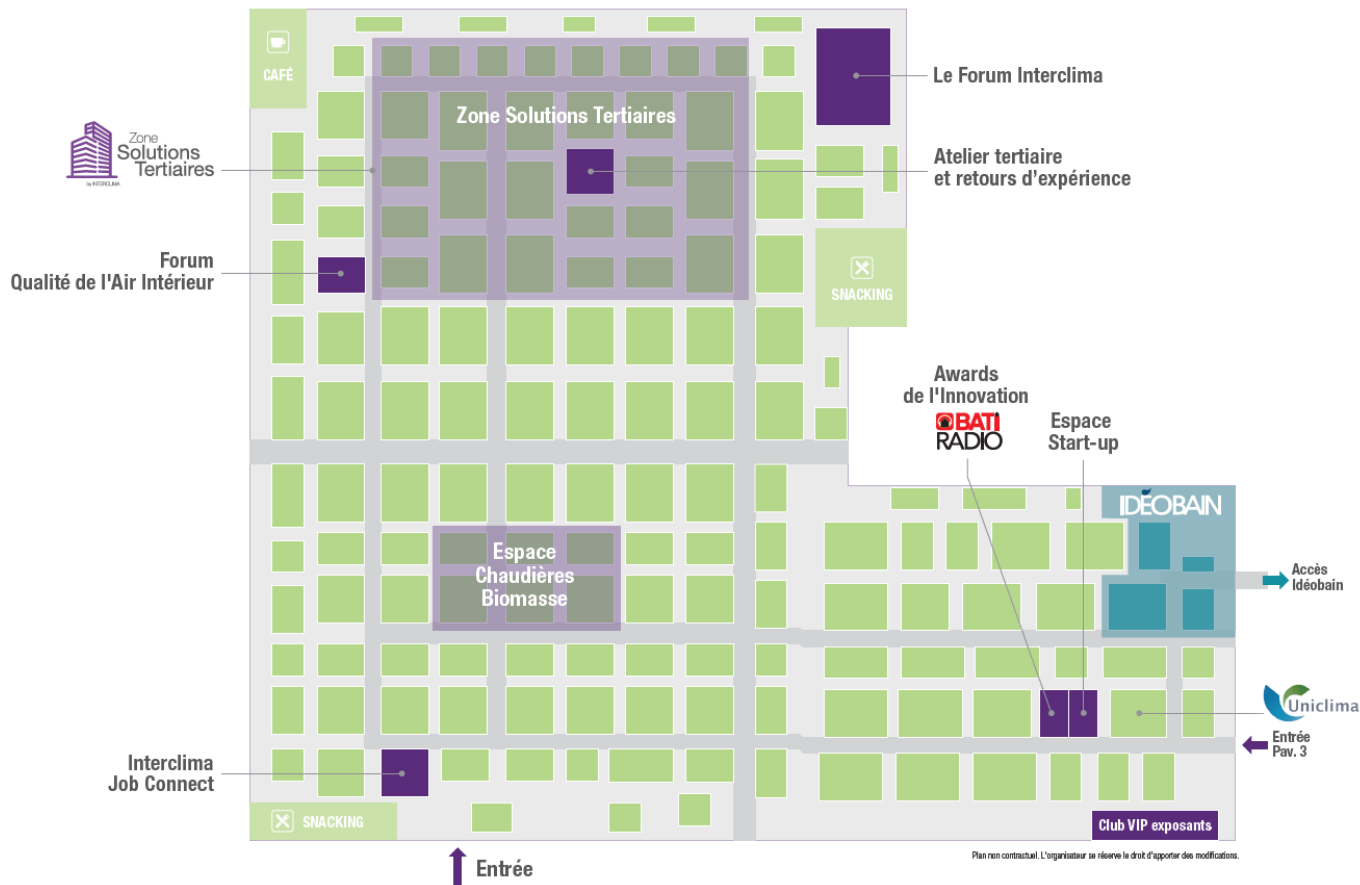 CAFÉ
Le Forum Interclima
Zone Solutions Tertiaires
Zone
Solutions
Tertiaires
by INTERCLIMA
Atelier tertiaire
et retours d'expérience
Forum
Qualité de l'Air Intérieur
SNACKING
Awards
de l'Innovation
BATI
RADIO
Espace
Start-up
IDÉOBAIN
Espace
Chaudières
Biomasse
Accès
Idéobain
Uniclima
Entrée
Pav. 3
Interclima
Job Connect
SNACKING
Club VIP exposants
Plan non contractuel. L'organisateur se réserve le droit d'apporter des modifications.
Entrée